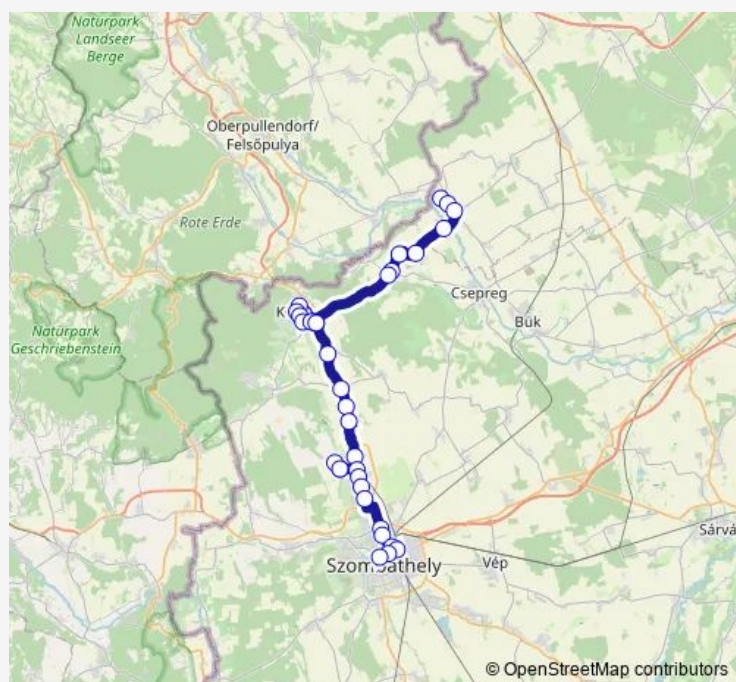 Naturpark
Landseer
Berge
Oberpullendorf/
Felsőpulya
Rote Erde
Csepreg
K
Bük
Naturpark
Geschriebenstein
Sárvá
Vép
Szombathely
© OpenStreetMap contributors